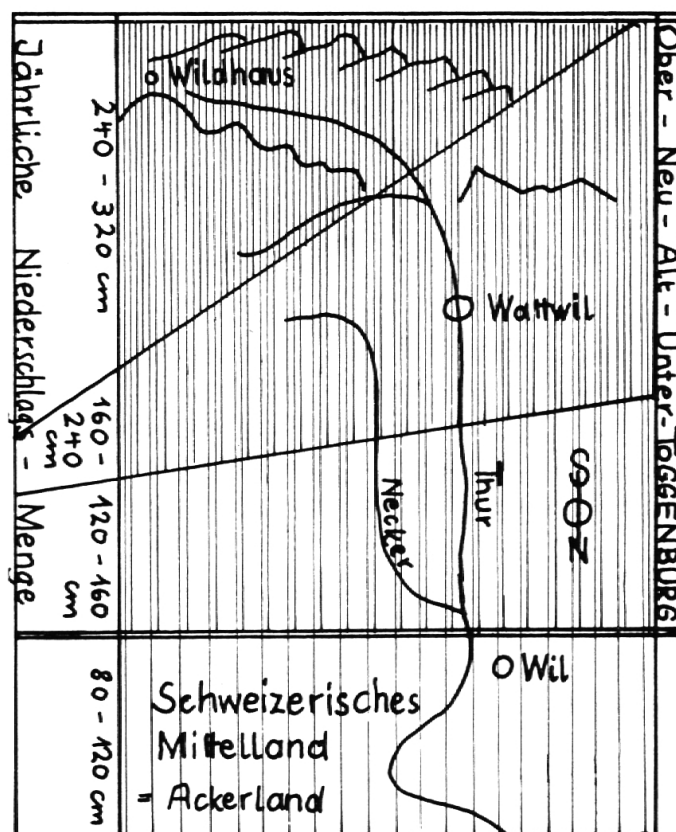 Wildhaus
Wattwil
Thur
Necker
S N
Wil
Schweizerisches
Mittelland
= Ackerland
Jährliche Niederschlags - Menge
240 - 320 cm
160 -
240
cm
120 - 160
cm
80 - 120 cm
Ober - Neu - Alt - Unter-TOGGENBURG